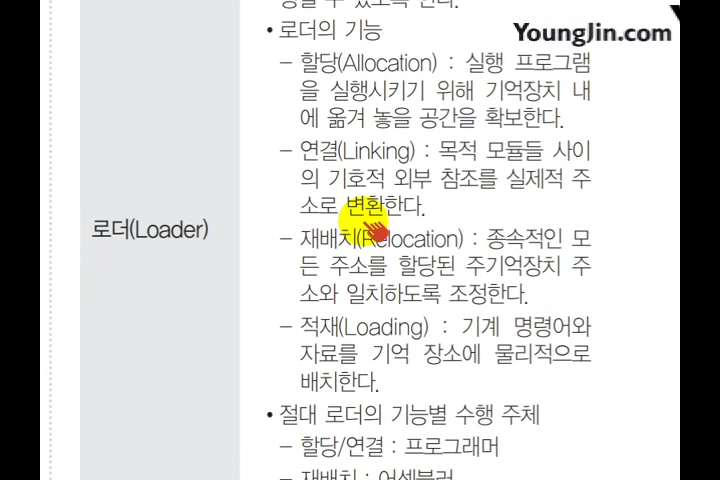 YoungJin.com
• 로더의 기능
– 할당(Allocation) : 실행 프로그램
을 실행시키기 위해 기억장치 내
에 옮겨 놓을 공간을 확보한다.
– 연결(Linking) : 목적 모듈들 사이
의 기호적 외부 참조를 실제적 주
소로 변환한다.
로더(Loader)
– 재배치(Relocation) : 종속적인 모
든 주소를 할당된 주기억장치 주
소와 일치하도록 조정한다.
– 적재(Loading) : 기계 명령어와
자료를 기억 장소에 물리적으로
배치한다.
• 절대 로더의 기능별 수행 주체
– 할당/연결 : 프로그래머
– 재배치 : 어셈블러